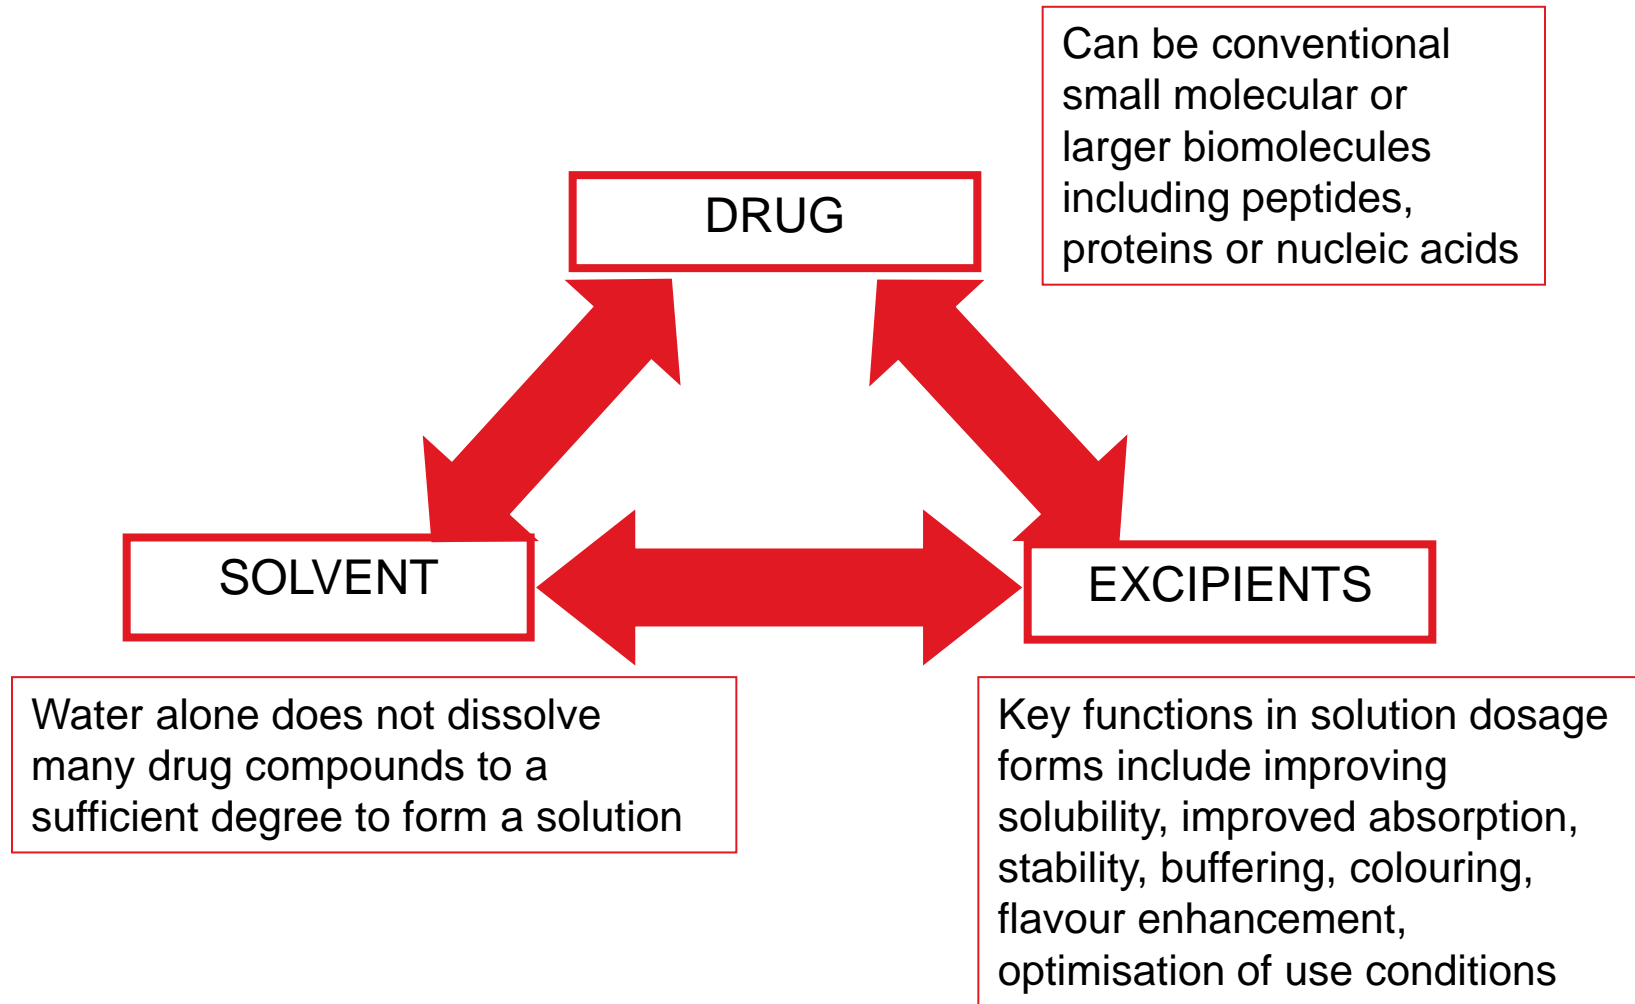 Can be conventional
small molecular or
larger biomolecules
including peptides,
proteins or nucleic acids
DRUG
SOLVENT
EXCIPIENTS
Water alone does not dissolve
many drug compounds to a
sufficient degree to form a solution
Key functions in solution dosage
forms include improving
solubility, improved absorption,
stability, buffering, colouring,
flavour enhancement,
optimisation of use conditions